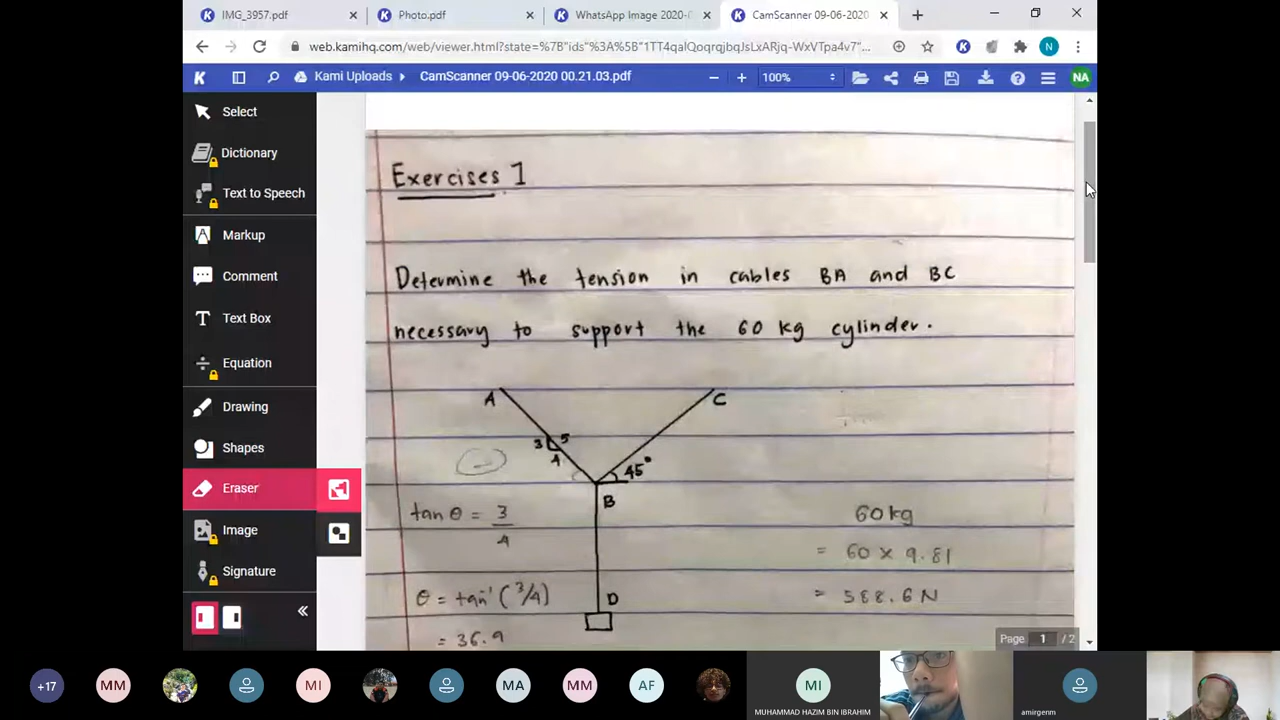 IMG_3957.pdf
Photo.pdf
WhatsApp Image 2020-
CamScanner 09-06-2020
web.kamihq.com/web/viewer.html?state=%7B"ids"%3A%5B"1TT4qalQoqrqjbqJsLxARjq-WxVTpa4v7"...
N
K
Kami Uploads
CamScanner 09-06-2020 00.21.03.pdf
100%
NA
Select
Dictionary
Text to Speech
Markup
Comment
Text Box
Equation
Drawing
Shapes
Eraser
Image
Signature
Exercises 1
Determine the tension in cables BA and BC
necessary to support the 60 kg cylinder.
A
C
3 5
4
45°
B
tan θ = 3/4
60 kg
= 60 x 9.81
θ = tan⁻¹ (3/4)
D
= 588.6 N
= 36.9
Page 1 / 2
+17
MM
MI
MA
MM
AF
MI
MUHAMMAD HAZIM BIN IBRAHIM
amirgenm